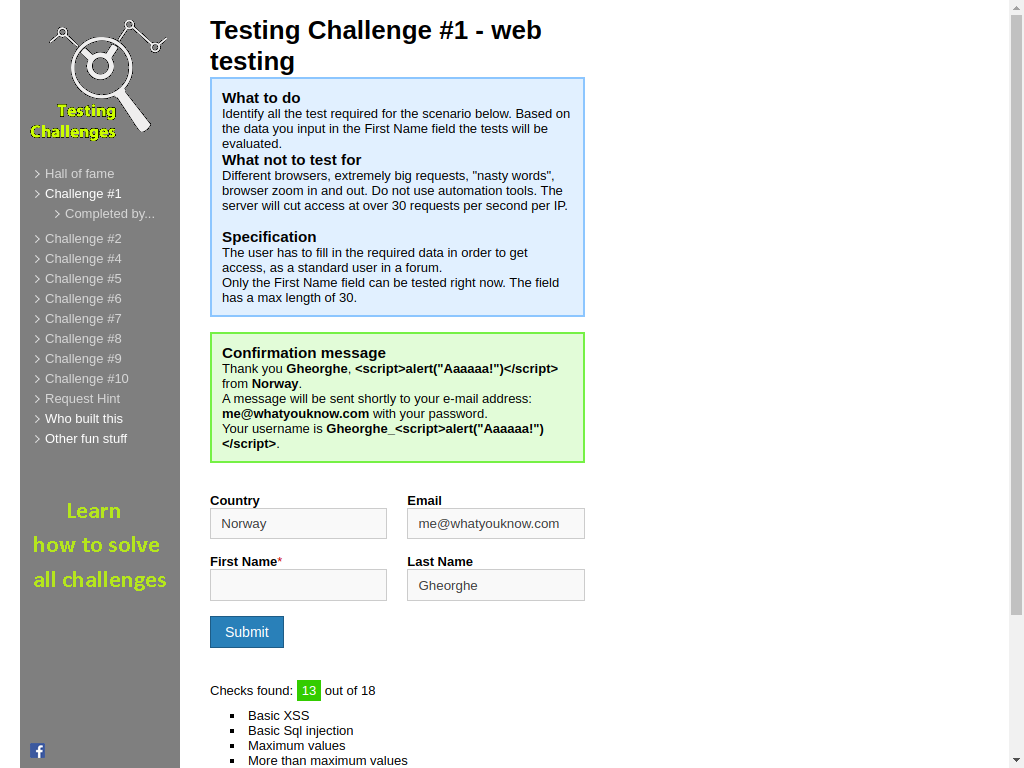 Testing
Challenges
Hall of fame
Challenge #1
Completed by...
Challenge #2
Challenge #4
Challenge #5
Challenge #6
Challenge #7
Challenge #8
Challenge #9
Challenge #10
Request Hint
Who built this
Other fun stuff
Learn
how to solve
all challenges
f
Testing Challenge #1 - web
testing
What to do
Identify all the test required for the scenario below. Based on
the data you input in the First Name field the tests will be
evaluated.
What not to test for
Different browsers, extremely big requests, "nasty words",
browser zoom in and out. Do not use automation tools. The
server will cut access at over 30 requests per second per IP.
Specification
The user has to fill in the required data in order to get
access, as a standard user in a forum.
Only the First Name field can be tested right now. The field
has a max length of 30.
Confirmation message
Thank you Gheorghe, <script>alert("Aaaaaa!")</script>
from Norway.
A message will be sent shortly to your e-mail address:
me@whatyouknow.com with your password.
Your username is Gheorghe_<script>alert("Aaaaaa!")
</script>.
Country Email
Norway me@whatyouknow.com
First Name* Last Name
Gheorghe
Submit
Checks found: 13 out of 18
Basic XSS
Basic Sql injection
Maximum values
More than maximum values